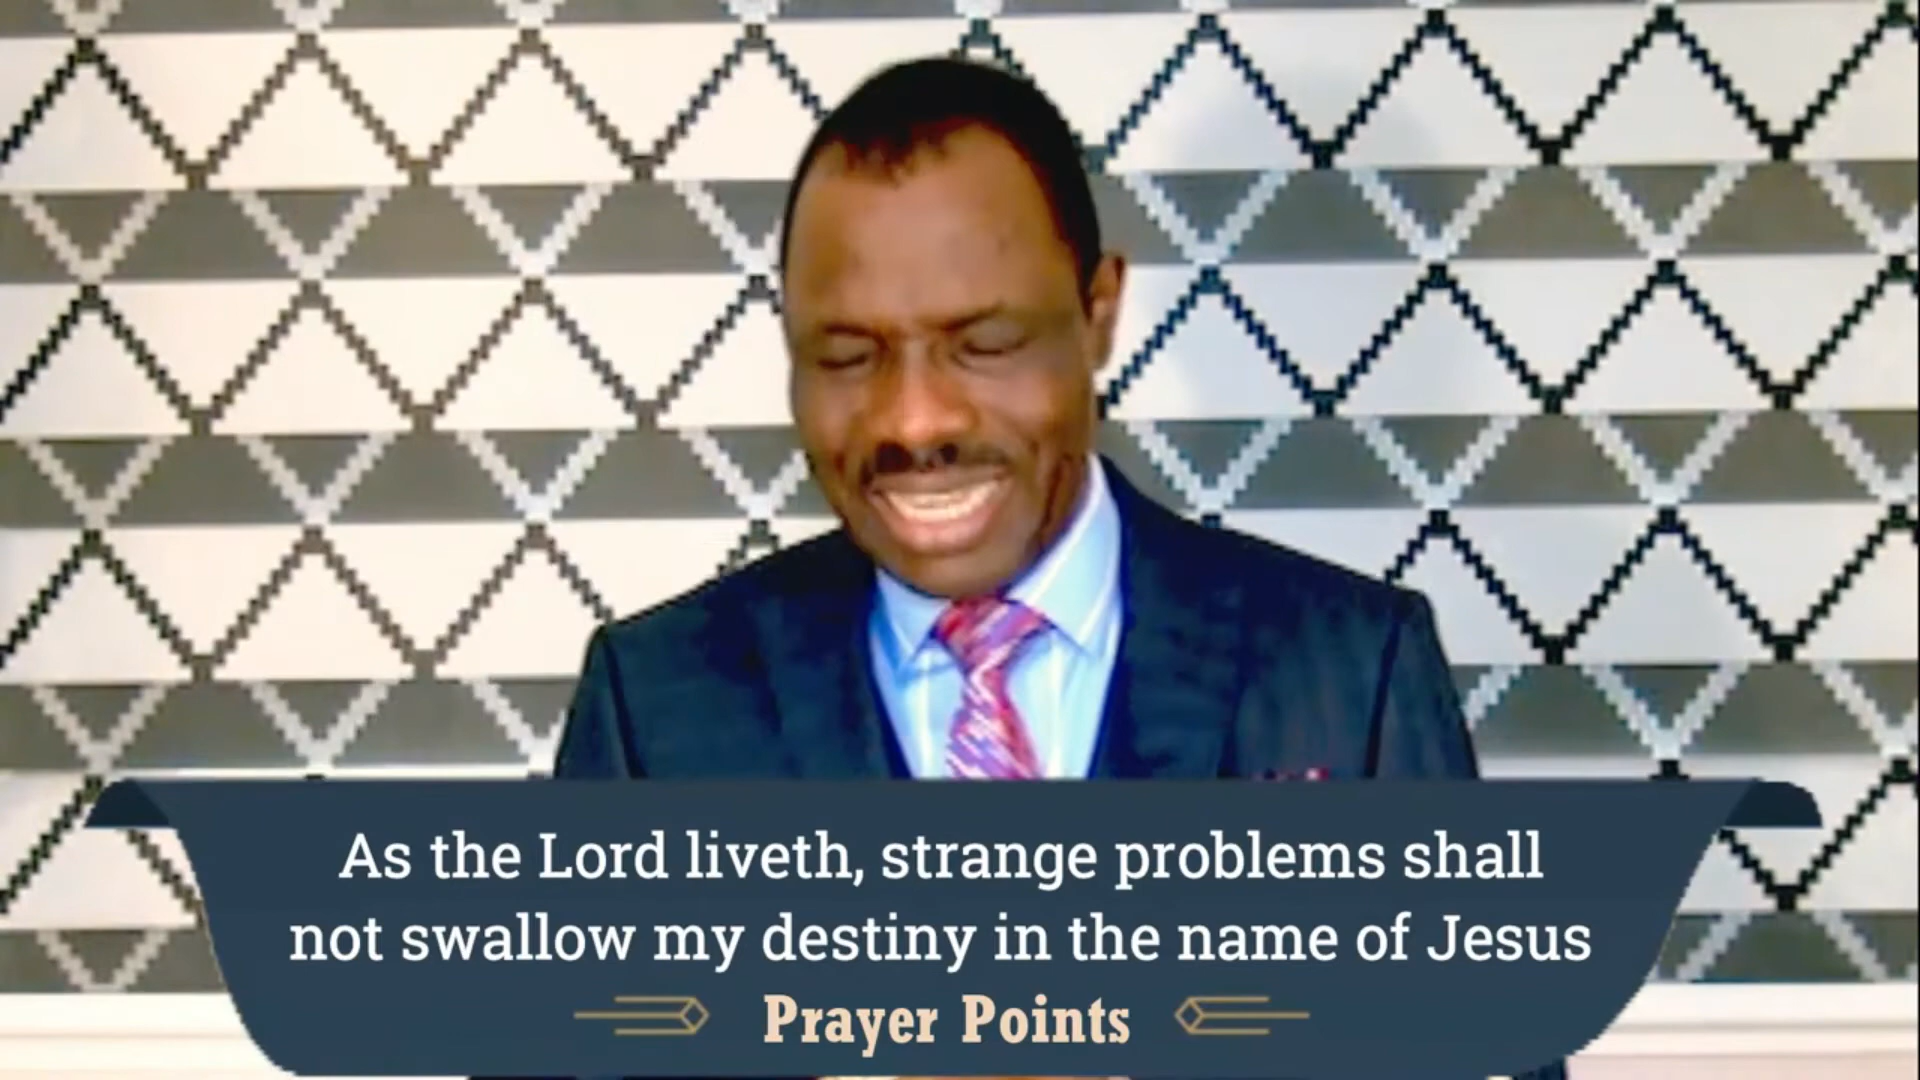 As the Lord liveth, strange problems shall
not swallow my destiny in the name of Jesus
Prayer Points